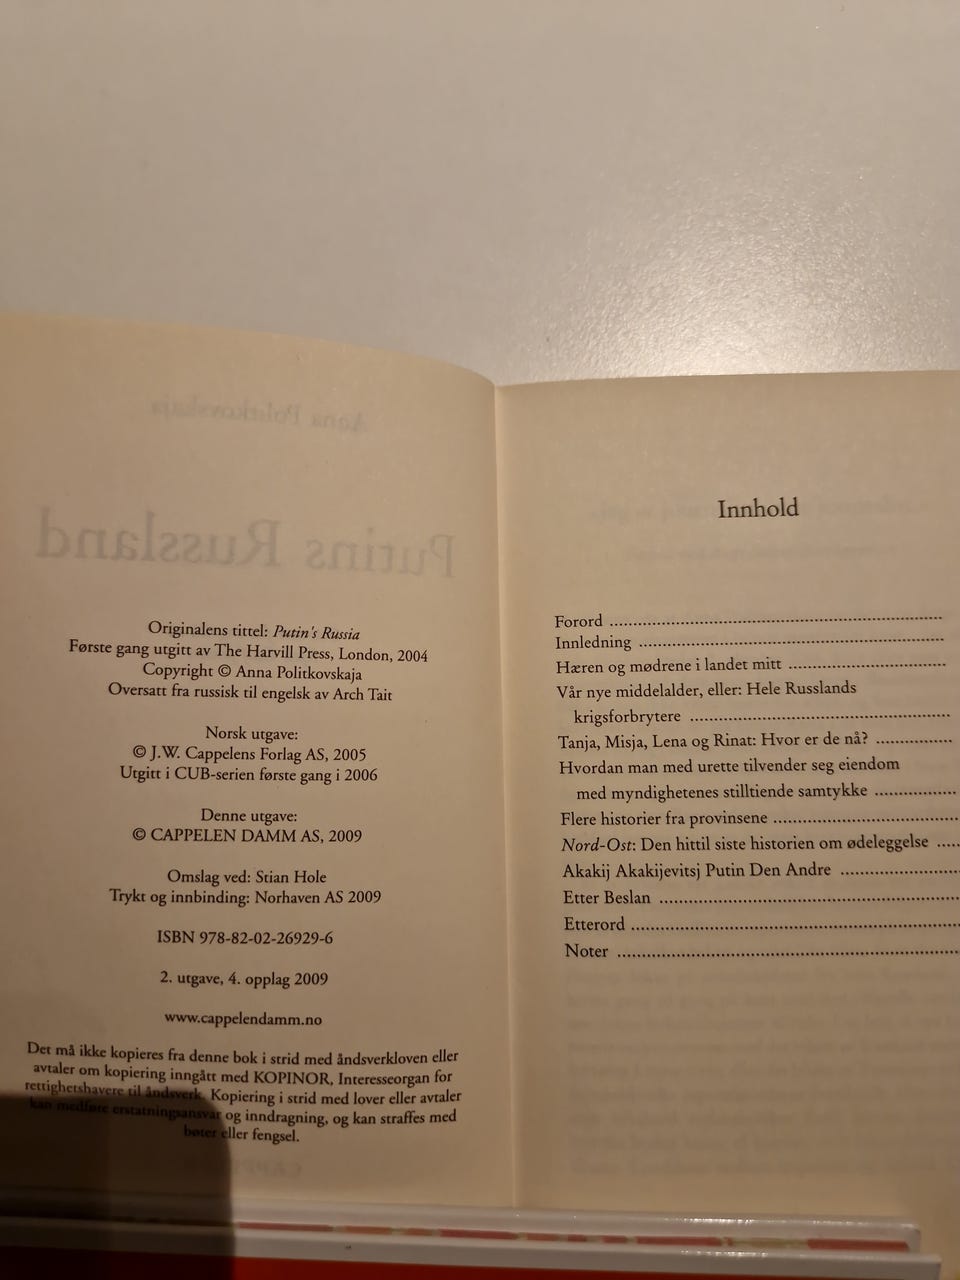 Anna Politkovskaja
Putins Russland
Originalens tittel: Putin's Russia
Første gang utgitt av The Harvill Press, London, 2004
Copyright © Anna Politkovskaja
Oversatt fra russisk til engelsk av Arch Tait
Norsk utgave:
© J.W. Cappelens Forlag AS, 2005
Utgitt i CUB-serien første gang i 2006
Denne utgave:
© CAPPELEN DAMM AS, 2009
Omslag ved: Stian Hole
Trykt og innbinding: Norhaven AS 2009
ISBN 978-82-02-26929-6
2. utgave, 4. opplag 2009
www.cappelendamm.no
Det må ikke kopieres fra denne bok i strid med åndsverkloven eller
avtaler om kopiering inngått med KOPINOR, Interesseorgan for
rettighetshavere til åndsverk. Kopiering i strid med lover eller avtaler
kan medføre erstatningsansvar og inndragning, og kan straffes med
bøter eller fengsel.
Innhold
Forord ................................................................
Innledning ..........................................................
Hæren og mødrene i landet mitt ..............................
Vår nye middelalder, eller: Hele Russlands
krigsforbrytere ..................................................
Tanja, Misja, Lena og Rinat: Hvor er de nå? ...............
Hvordan man med urette tilvender seg eiendom
med myndighetenes stilltiende samtykke ................
Flere historier fra provinsene ...................................
Nord-Ost: Den hittil siste historien om ødeleggelse .....
Akakij Akakijevitsj Putin Den Andre ......................
Etter Beslan .........................................................
Etterord ..............................................................
Noter .................................................................